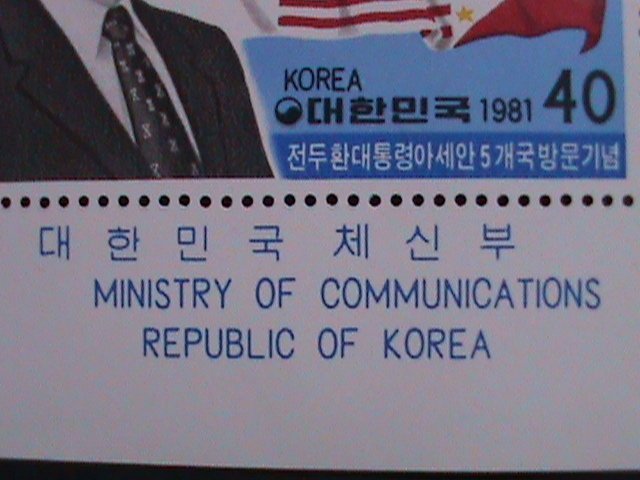 KOREA
대한민국 1981 40
전두환대통령아세안5개국방문기념
대한민국체신부
MINISTRY OF COMMUNICATIONS
REPUBLIC OF KOREA